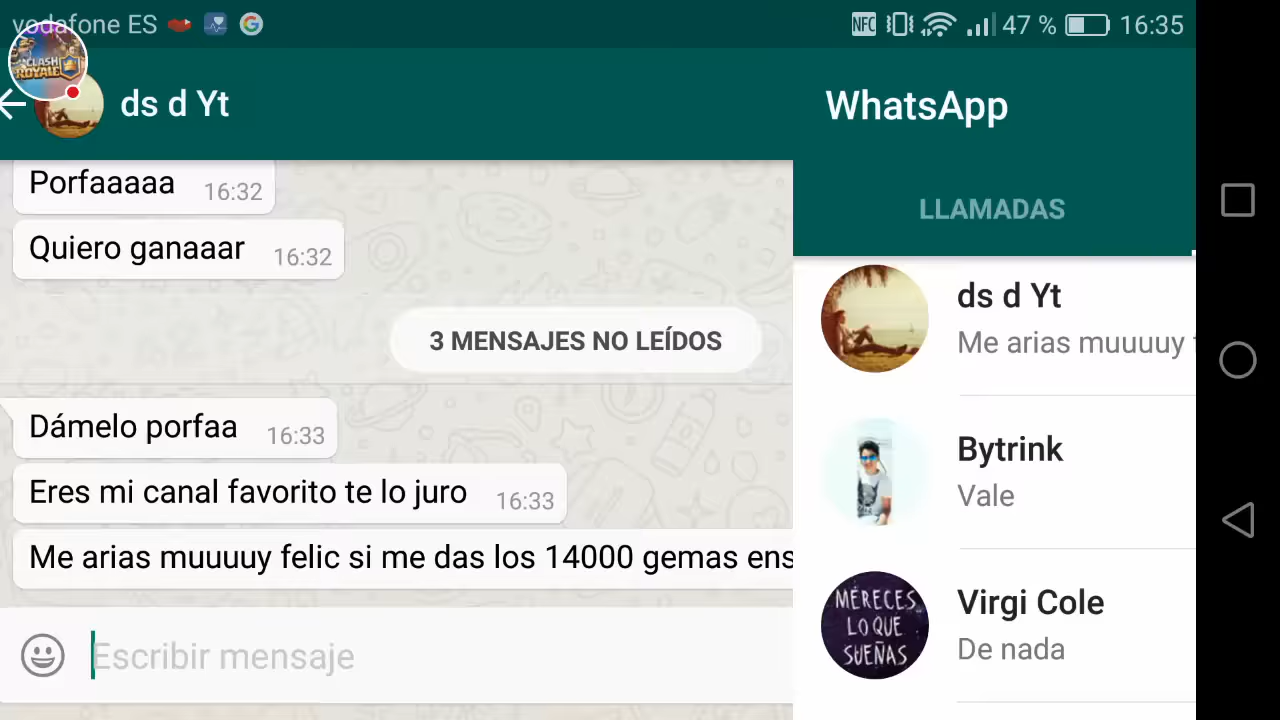 vodafone ES
NFC
47 %
16:35
CLASH
ROYALE
ds d Yt
Porfaaaaa 16:32
Quiero ganaaar 16:32
3 MENSAJES NO LEÍDOS
Dámelo porfaa 16:33
Eres mi canal favorito te lo juro 16:33
Me arias muuuuy felic si me das los 14000 gemas ens
Escribir mensaje
WhatsApp
LLAMADAS
ds d Yt
Me arias muuuuy
Bytrink
Vale
MERECES
LO QUE
SUEÑAS
Virgi Cole
De nada